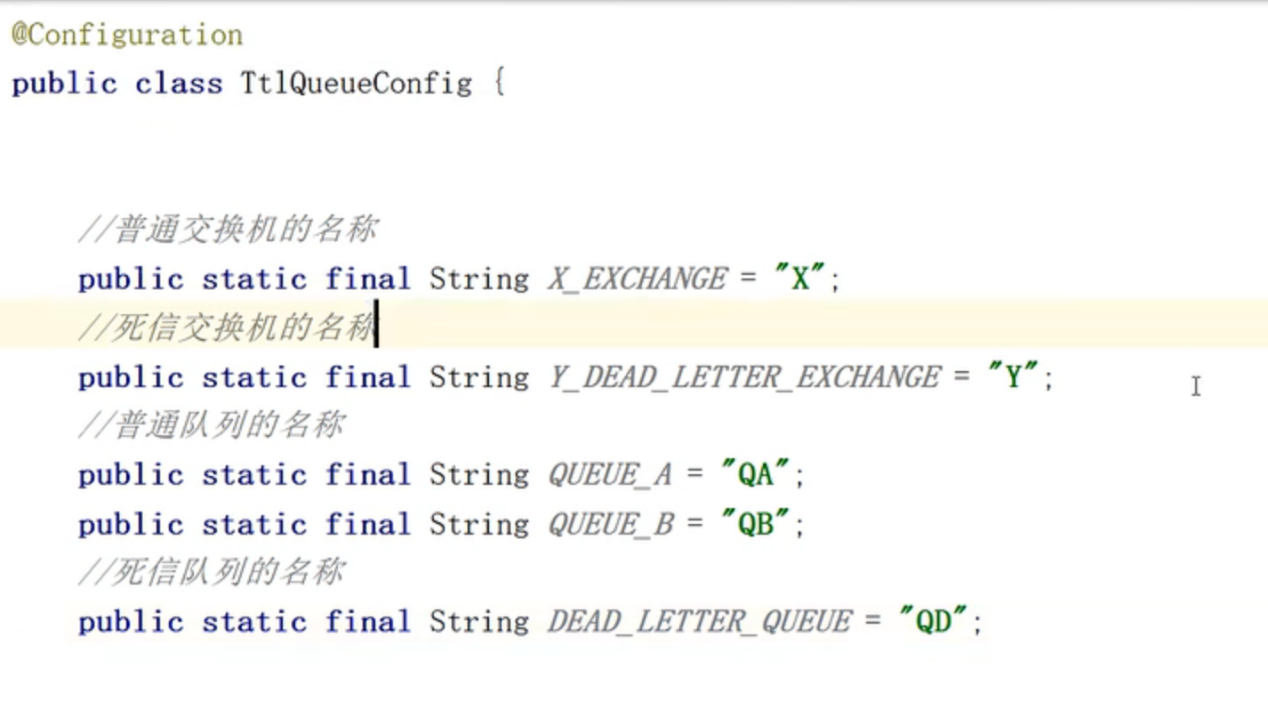 @Configuration
public class TtlQueueConfig {
//普通交换机的名称
public static final String X_EXCHANGE = "X";
//死信交换机的名称
public static final String Y_DEAD_LETTER_EXCHANGE = "Y";
//普通队列的名称
public static final String QUEUE_A = "QA";
public static final String QUEUE_B = "QB";
//死信队列的名称
public static final String DEAD_LETTER_QUEUE = "QD";